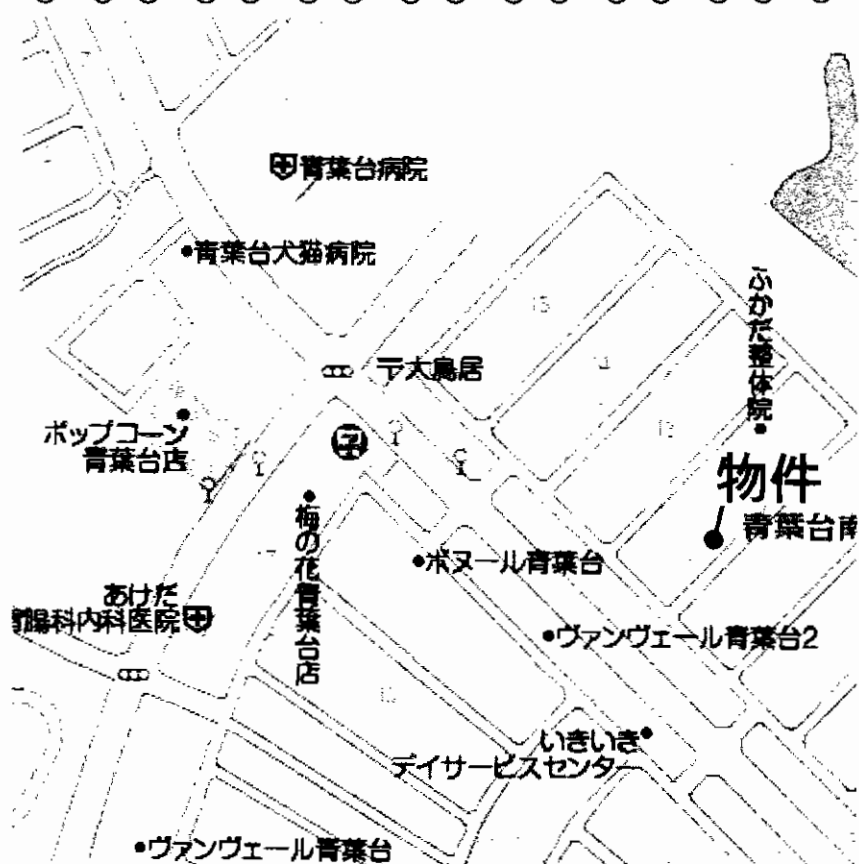 青葉台病院
青葉台犬猫病院
ふかだ整体院
〒大鳥居
ポップコーン
青葉台店
物件
青葉台南
梅の花青葉台店
ボヌール青葉台
あけだ
胃腸科内科医院
ヴァンヴェール青葉台2
いきいき
デイサービスセンター
ヴァンヴェール青葉台